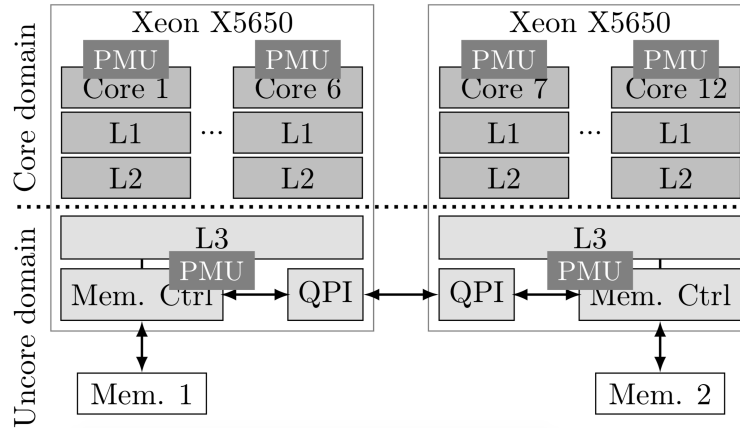 Xeon X5650
Xeon X5650
Core domain
PMU
PMU
PMU
PMU
Core 1
Core 6
Core 7
Core 12
L1
...
L1
L1
...
L1
L2
L2
L2
L2
Uncore domain
L3
L3
PMU
PMU
Mem. Ctrl
QPI
QPI
Mem. Ctrl
Mem. 1
Mem. 2